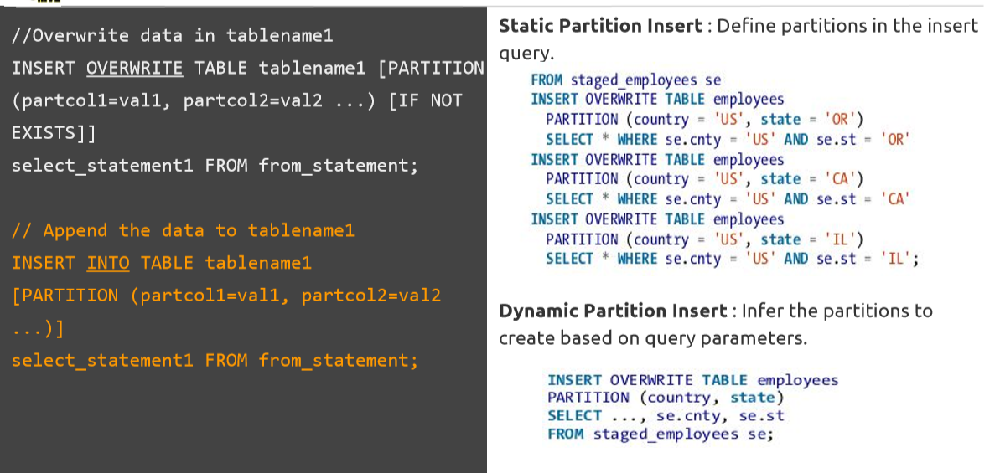 //Overwrite data in tablename1
INSERT OVERWRITE TABLE tablename1 [PARTITION
(partcol1=val1, partcol2=val2 ...) [IF NOT
EXISTS]]
select_statement1 FROM from_statement;
// Append the data to tablename1
INSERT INTO TABLE tablename1
[PARTITION (partcol1=val1, partcol2=val2
...)]
select_statement1 FROM from_statement;
Static Partition Insert : Define partitions in the insert
query.
FROM staged_employees se
INSERT OVERWRITE TABLE employees
PARTITION (country = 'US', state = 'OR')
SELECT * WHERE se.cnty = 'US' AND se.st = 'OR'
INSERT OVERWRITE TABLE employees
PARTITION (country = 'US', state = 'CA')
SELECT * WHERE se.cnty = 'US' AND se.st = 'CA'
INSERT OVERWRITE TABLE employees
PARTITION (country = 'US', state = 'IL')
SELECT * WHERE se.cnty = 'US' AND se.st = 'IL';
Dynamic Partition Insert : Infer the partitions to
create based on query parameters.
INSERT OVERWRITE TABLE employees
PARTITION (country, state)
SELECT ..., se.cnty, se.st
FROM staged_employees se;